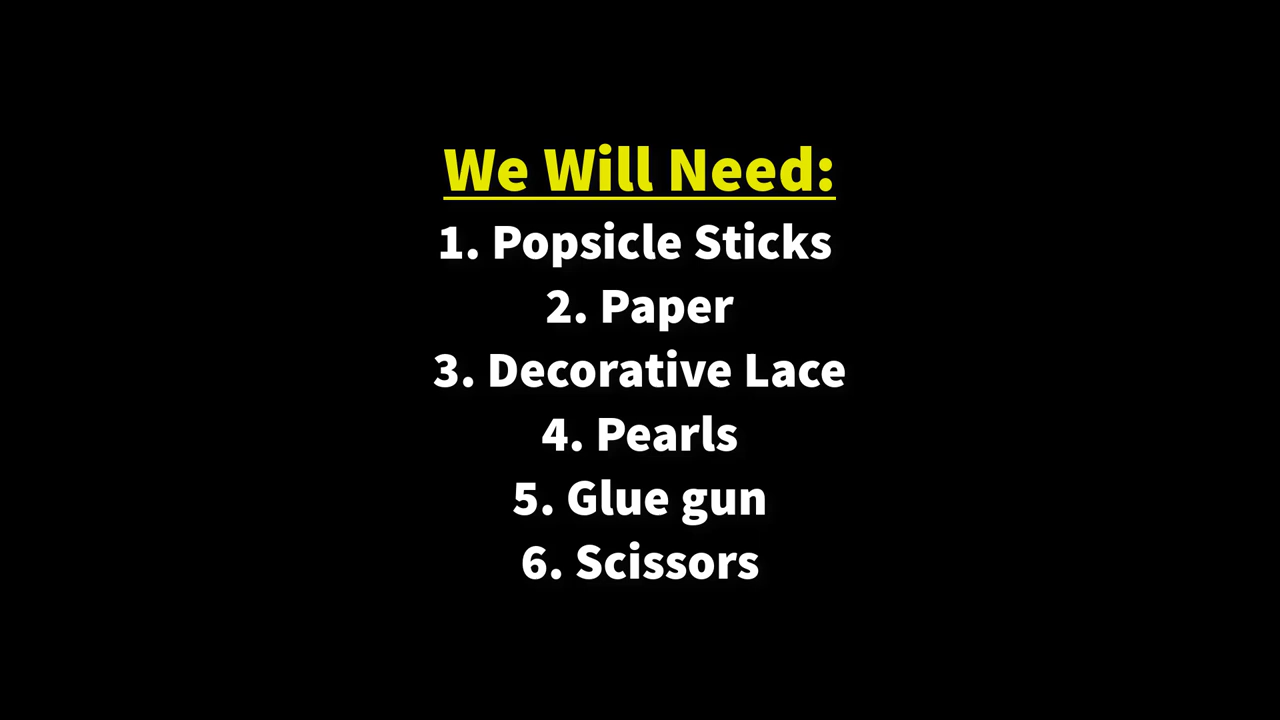 We Will Need:
1. Popsicle Sticks
2. Paper
3. Decorative Lace
4. Pearls
5. Glue gun
6. Scissors